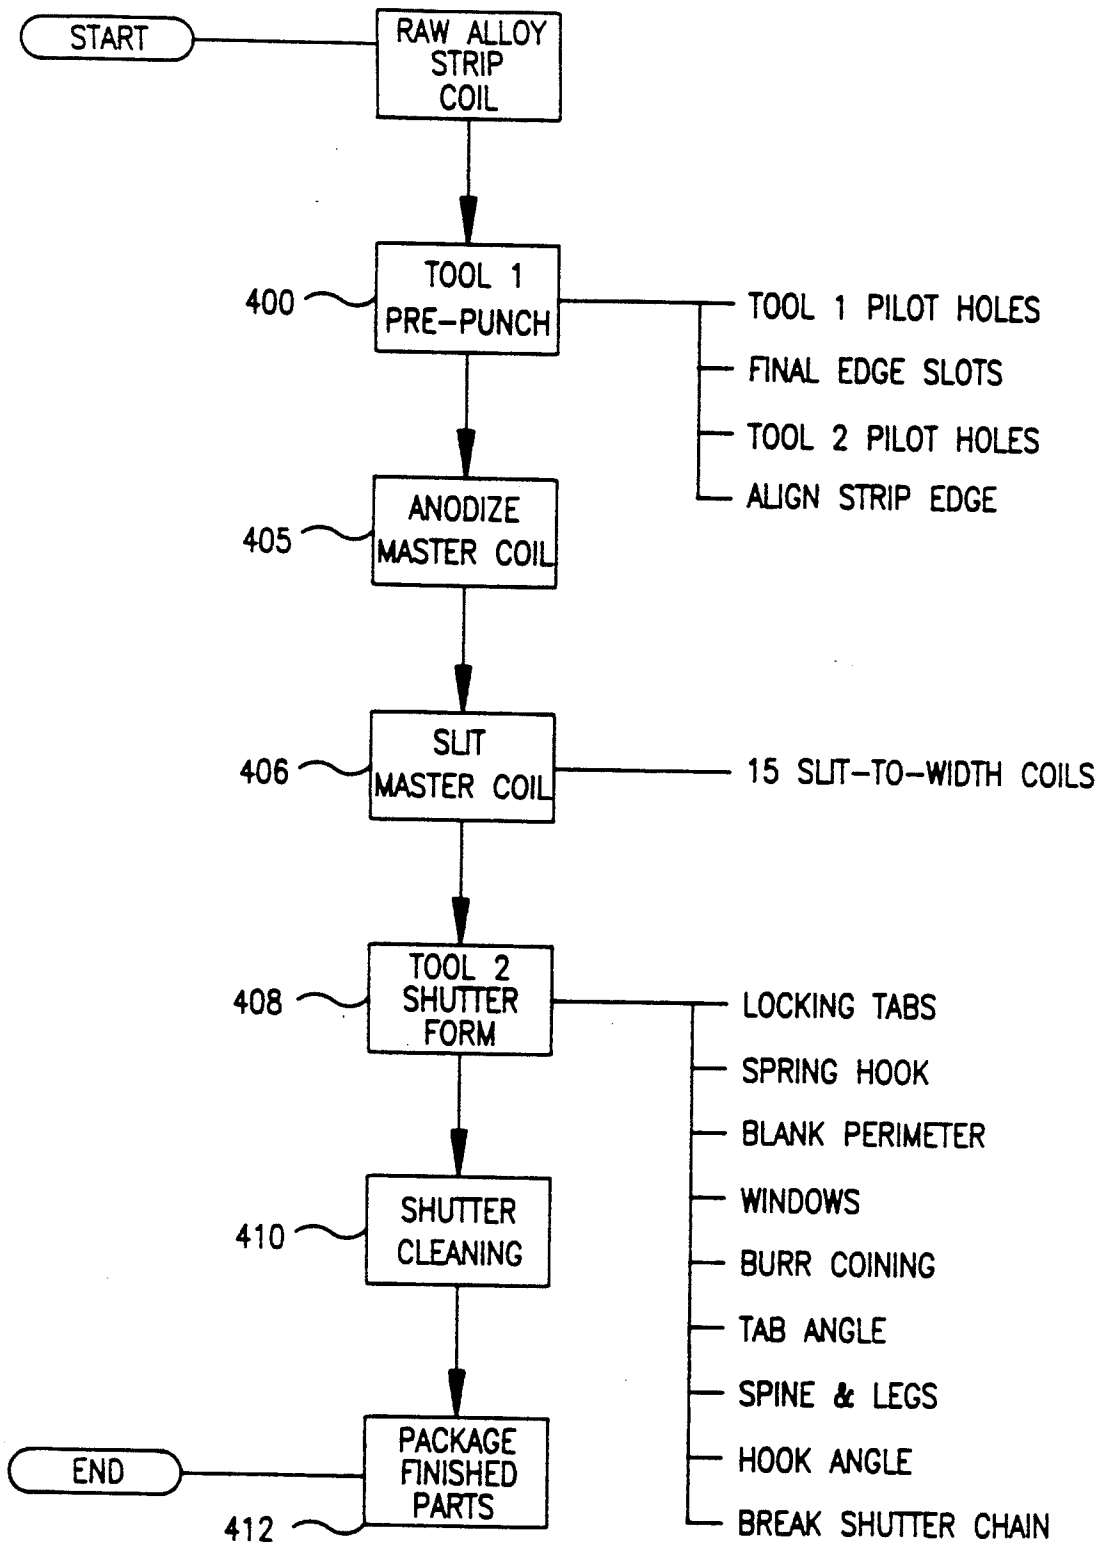 START
RAW ALLOY
STRIP
COIL
400
TOOL 1
PRE-PUNCH
TOOL 1 PILOT HOLES
FINAL EDGE SLOTS
TOOL 2 PILOT HOLES
ALIGN STRIP EDGE
405
ANODIZE
MASTER COIL
406
SLIT
MASTER COIL
15 SLIT-TO-WIDTH COILS
408
TOOL 2
SHUTTER
FORM
LOCKING TABS
SPRING HOOK
BLANK PERIMETER
WINDOWS
BURR COINING
TAB ANGLE
SPINE & LEGS
HOOK ANGLE
BREAK SHUTTER CHAIN
410
SHUTTER
CLEANING
END
PACKAGE
FINISHED
PARTS
412